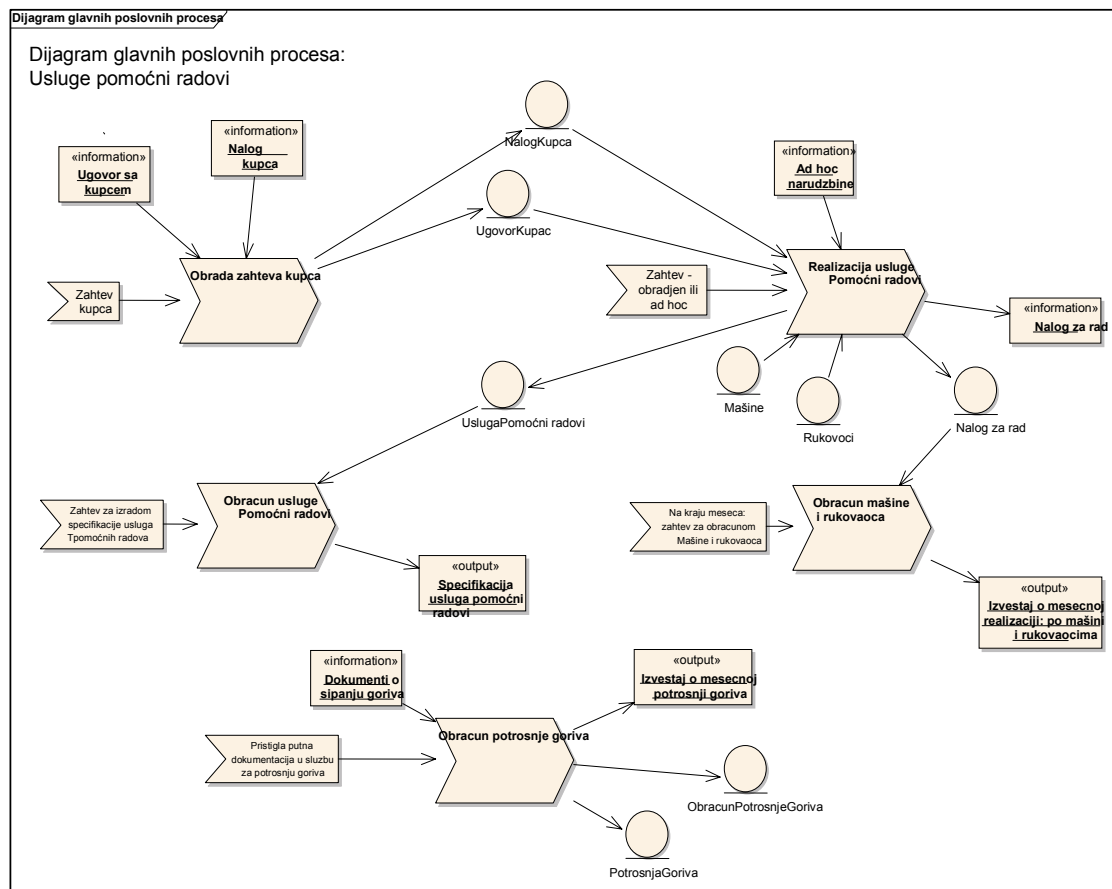 Dijagram glavnih poslovnih procesa
Dijagram glavnih poslovnih procesa:
Usluge pomoćni radovi
«information»
Ugovor sa
kupcem
«information»
Nalog
kupca
NalogKupca
UgovorKupac
«information»
Ad hoc
narudzbine
Obrada zahteva kupca
Zahtev
kupca
Zahtev -
obradjen ili
ad hoc
Realizacija usluge
Pomoćni radovi
«information»
Nalog za rad
UslugaPomoćni radovi
Mašine
Rukovoci
Nalog za rad
Zahtev za izradom
specifikacije usluga
Tpomoćnih radova
Obracun usluge
Pomoćni radovi
«output»
Specifikacija
usluga pomoćni
radovi
Na kraju meseca:
zahtev za obracunom
Mašine i rukovaoca
Obracun mašine
i rukovaoca
«output»
Izvestaj o mesecnoj
realizaciji: po mašini
i rukovaocima
«information»
Dokumenti o
sipanju goriva
«output»
Izvestaj o mesecnoj
potrosnji goriva
Pristigla putna
dokumentacija u sluzbu
za potrosnju goriva
Obracun potrosnje goriva
ObracunPotrosnjeGoriva
PotrosnjaGoriva